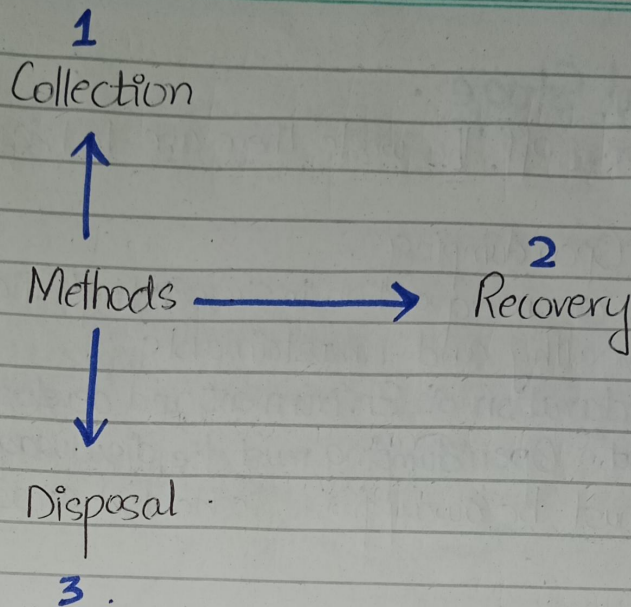 1
Collection
2
Methods Recovery
Disposal .
3 .